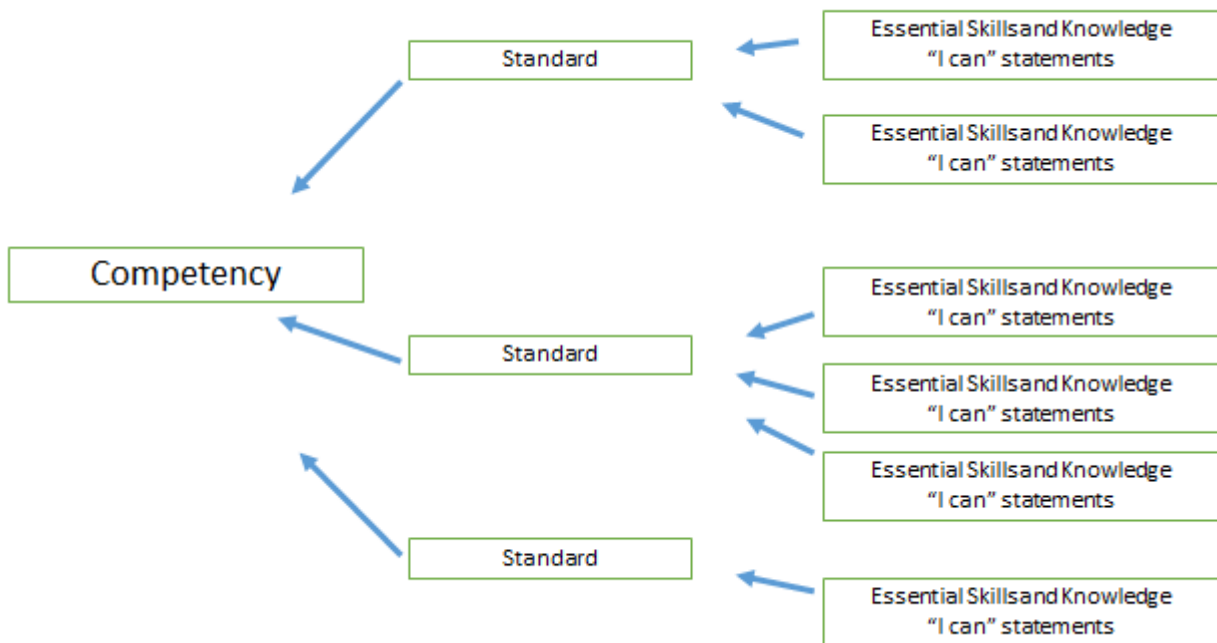 Essential Skillsand Knowledge
“I can” statements
Standard
Essential Skillsand Knowledge
“I can” statements
Competency
Essential Skillsand Knowledge
“I can” statements
Standard
Essential Skillsand Knowledge
“I can” statements
Essential Skillsand Knowledge
“I can” statements
Standard
Essential Skillsand Knowledge
“I can” statements